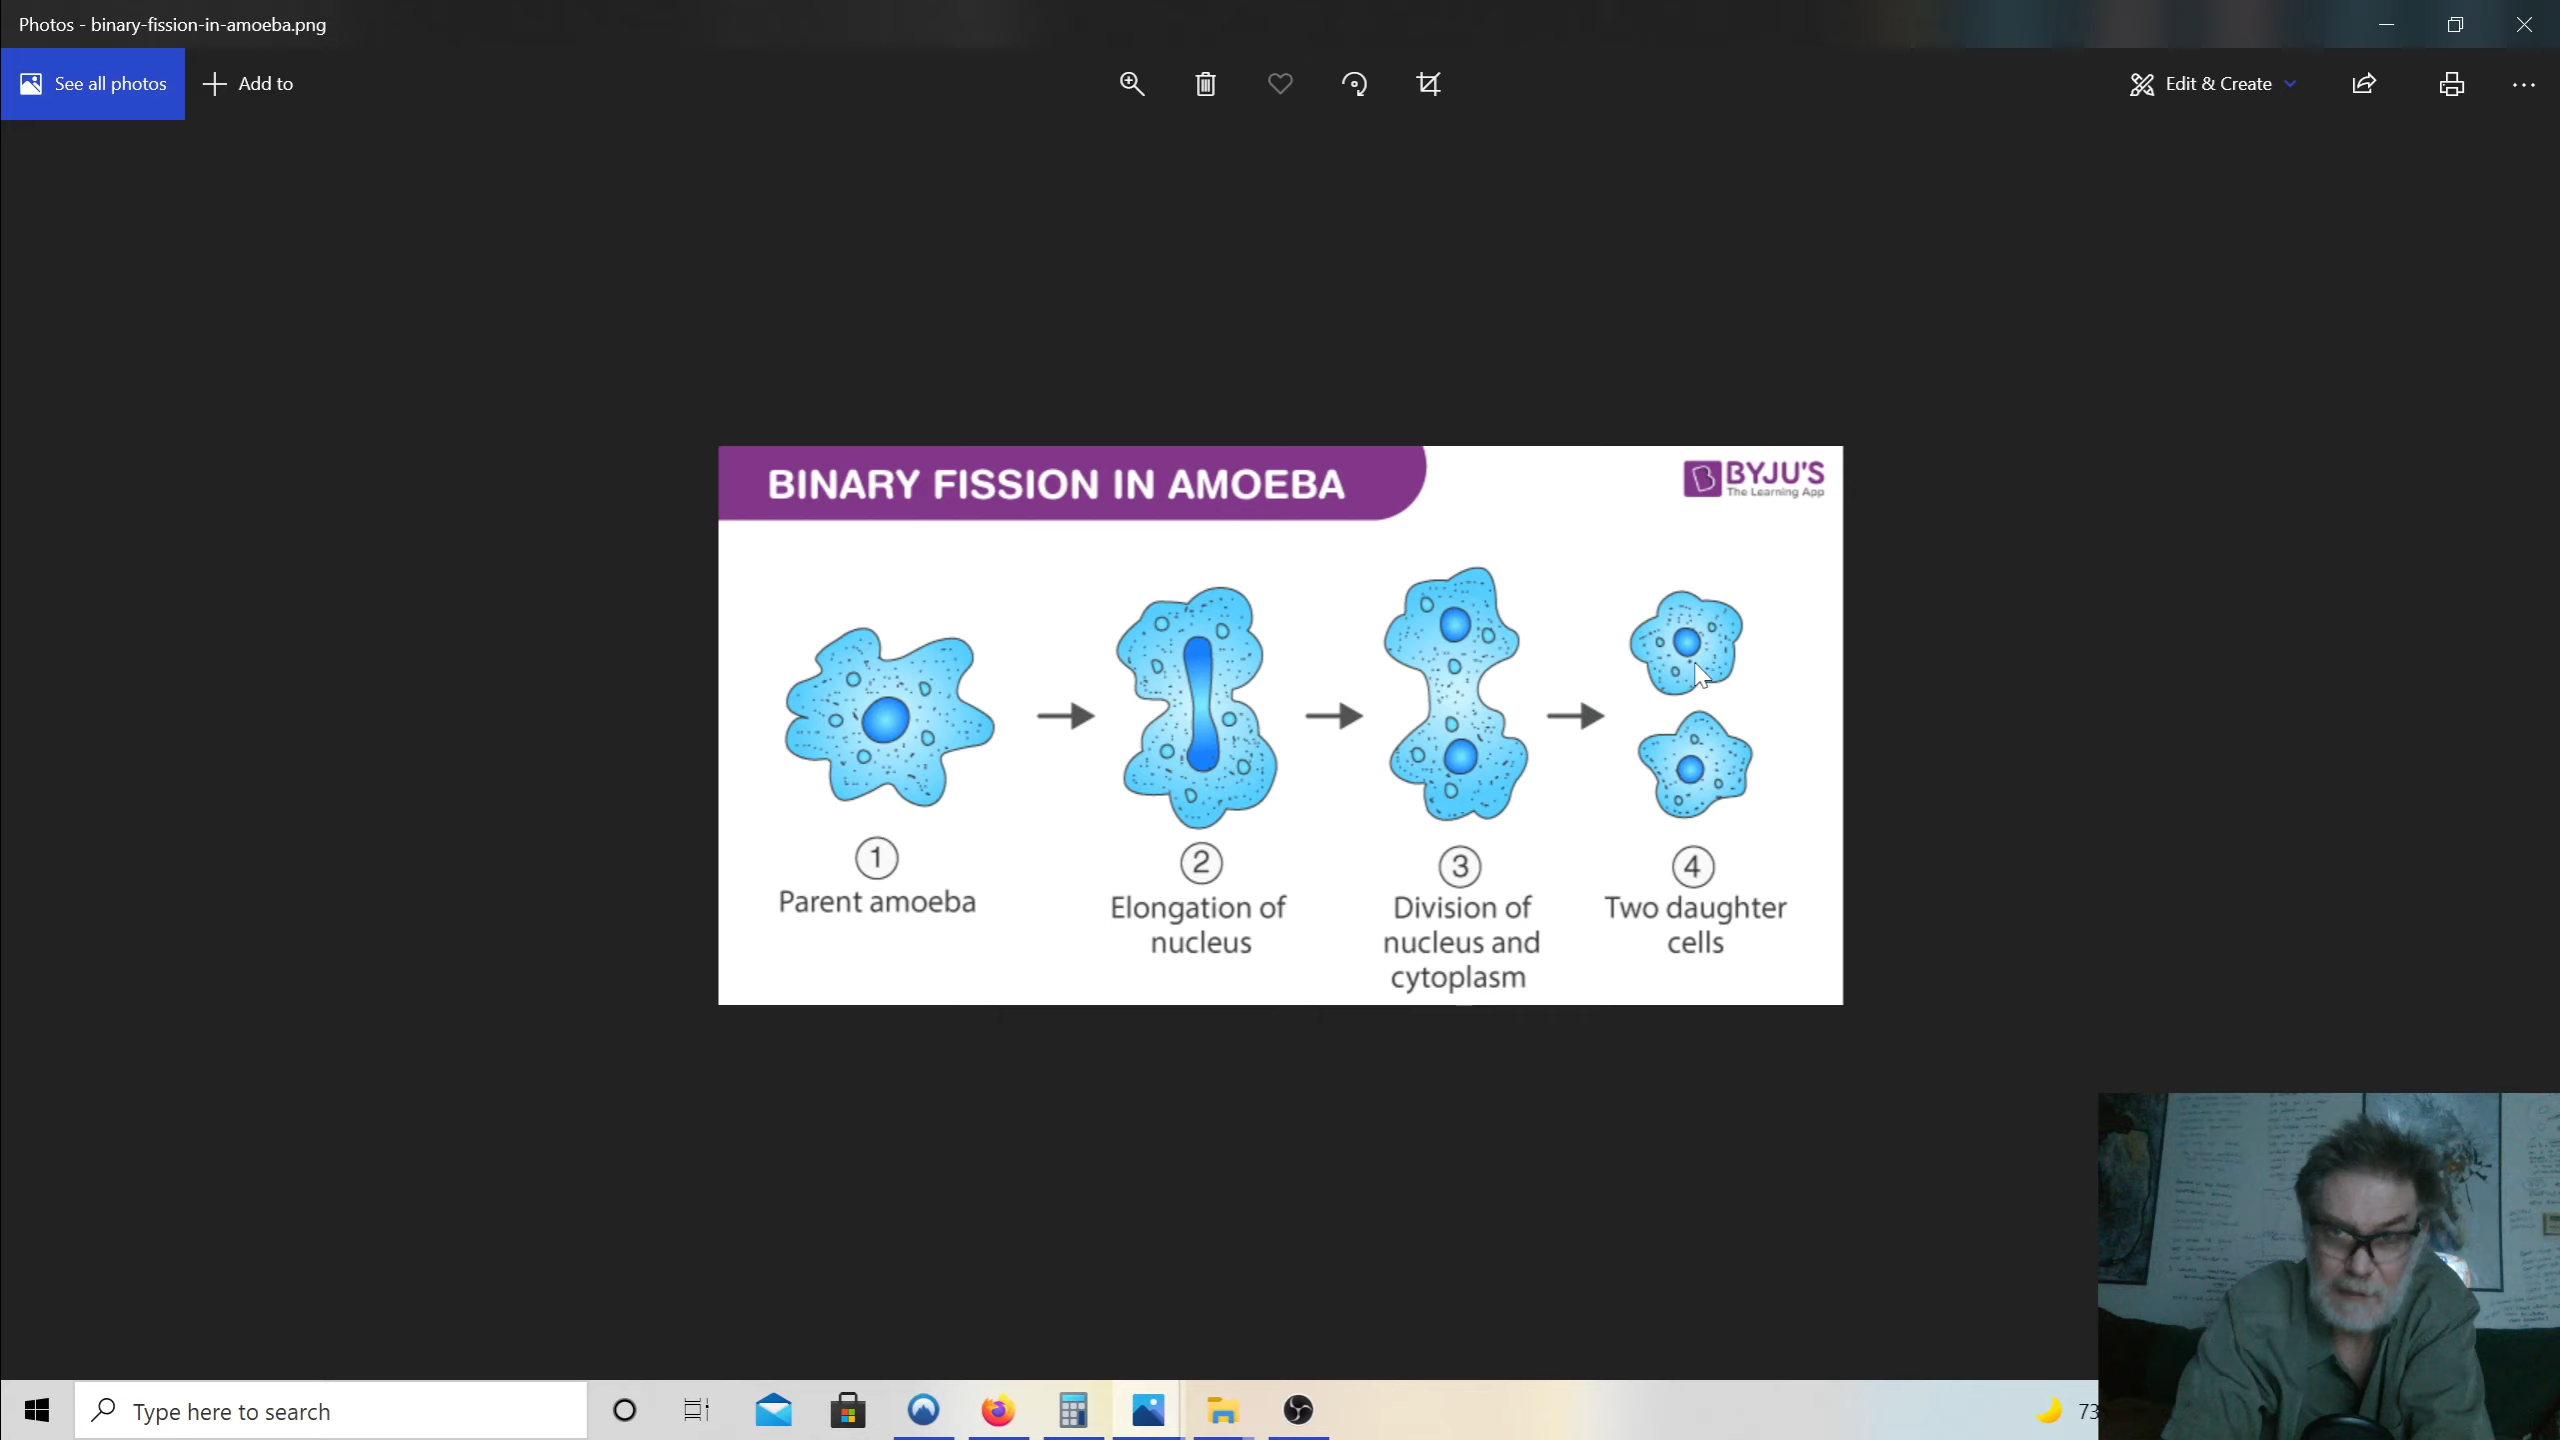 Photos - binary-fission-in-amoeba.png
See all photos
Add to
Edit & Create
BINARY FISSION IN AMOEBA
BYJU'S
The Learning App
1
Parent amoeba
2
Elongation of
nucleus
3
Division of
nucleus and
cytoplasm
4
Two daughter
cells
Type here to search
73